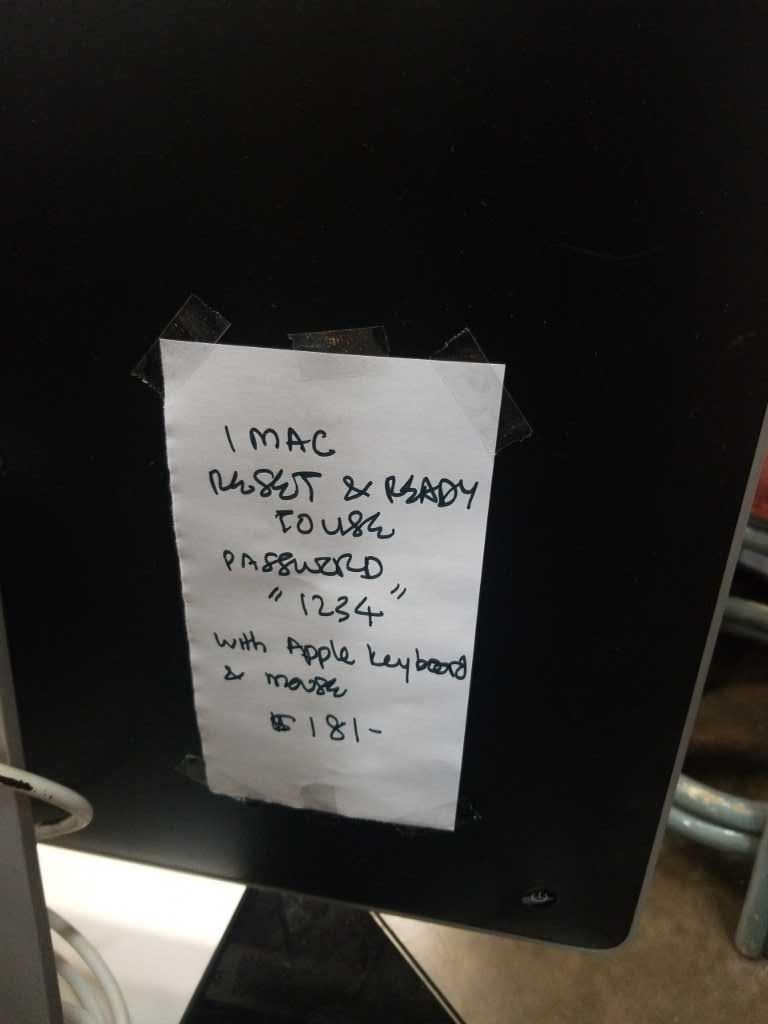 IMAC
RESET & READY
TO USE
PASSWORD
"1234"
With Apple keyboard
& mouse
$181-